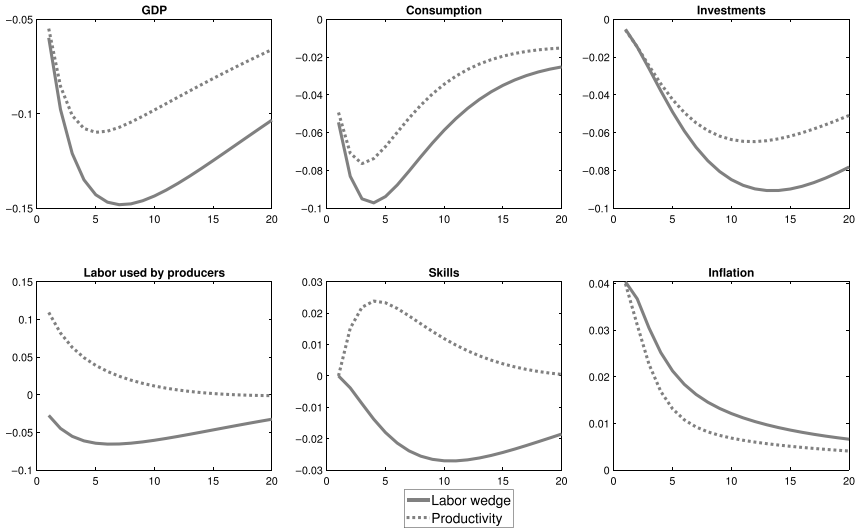 GDP
Consumption
Investments
−0.05
−0.1
−0.15
0 5 10 15 20
0
−0.02
−0.04
−0.06
−0.08
−0.1
0 5 10 15 20
0
−0.02
−0.04
−0.06
−0.08
−0.1
0 5 10 15 20
Labor used by producers
Skills
Inflation
0.15
0.1
0.05
0
−0.05
−0.1
0 5 10 15 20
0.03
0.02
0.01
0
−0.01
−0.02
−0.03
0 5 10 15 20
0.04
0.03
0.02
0.01
0
0 5 10 15 20
Labor wedge
Productivity